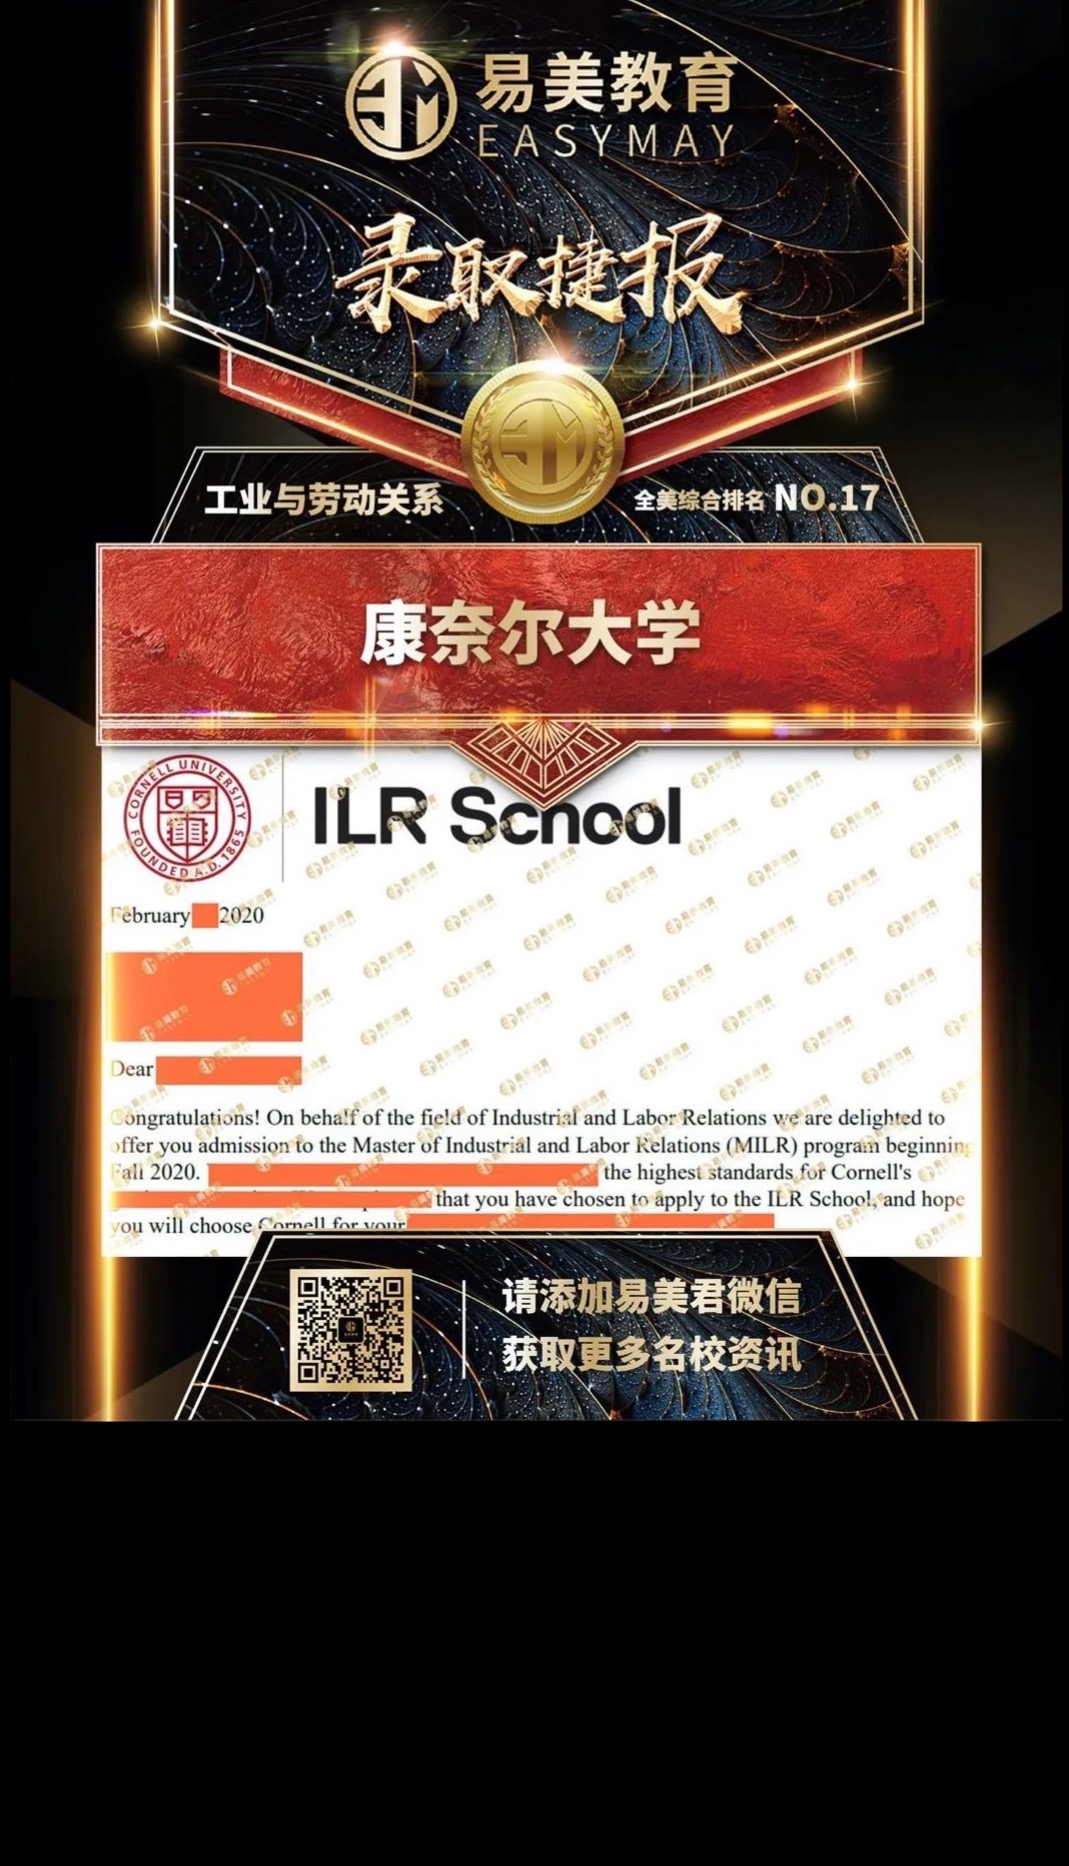 易美教育
EASYMAY
录取捷报
工业与劳动关系
全美综合排名 NO.17
康奈尔大学
CORNELL UNIVERSITY
FOUNDED A.D. 1865
ILR School
February 2020
Dear
Congratulations! On behalf of the field of Industrial and Labor Relations we are delighted to
offer you admission to the Master of Industrial and Labor Relations (MILR) program beginning
Fall 2020. the highest standards for Cornell's
that you have chosen to apply to the ILR School, and hope
you will choose Cornell for your
请添加易美君微信
获取更多名校资讯